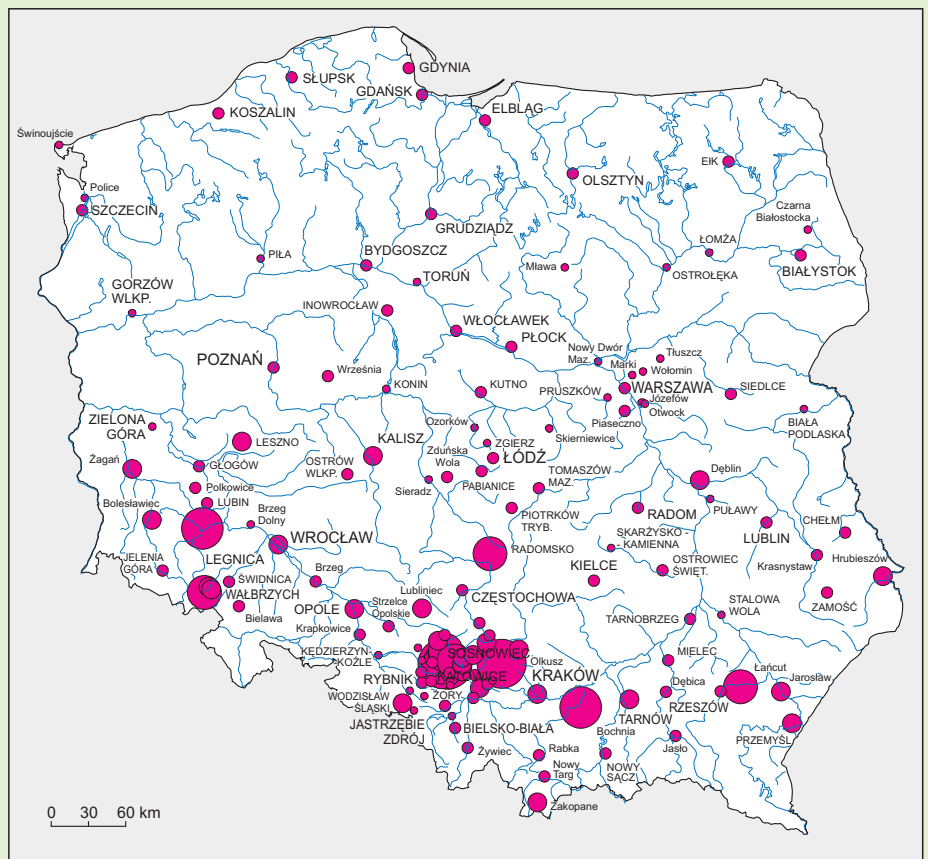 GDYNIA
SŁUPSK
GDAŃSK
KOSZALIN
ELBLĄG
Świnoujście
EŁK
OLSZTYN
Police
SZCZECIN
Czarna
Białostocka
GRUDZIĄDZ
ŁOMŻA
BYDGOSZCZ
PIŁA
BIAŁYSTOK
Mława
OSTROŁĘKA
TORUŃ
GORZÓW
WLKP.
INOWROCŁAW
WŁOCŁAWEK
PŁOCK
Nowy Dwór
Maz.
Tłuszcz
POZNAŃ
Marki
Wołomin
Września
KONIN
KUTNO
PRUSZKÓW
WARSZAWA
SIEDLCE
Józefów
Otwock
Piaseczno
BIAŁA
PODLASKA
ZIELONA
GÓRA
LESZNO
KALISZ
Ozorków
ZGIERZ
Skierniewice
Żagań
GŁOGÓW
OSTRÓW
WLKP.
Zduńska
Wola
ŁÓDŹ
Sieradz
PABIANICE
TOMASZÓW
MAZ.
Dęblin
Polkowice
LUBIN
Bolesławiec
Brzeg
Dolny
PIOTRKÓW
TRYB.
RADOM
PUŁAWY
WROCŁAW
LUBLIN
CHEŁM
LEGNICA
RADOMSKO
SKARŻYSKO -
- KAMIENNA
JELENIA
GÓRA
KIELCE
OSTROWIEC
ŚWIĘT.
Krasnystaw
Hrubieszów
ŚWIDNICA
WAŁBRZYCH
Brzeg
Bielawa
Lubliniec
CZĘSTOCHOWA
ZAMOŚĆ
OPOLE
Strzelce
Opolskie
STALOWA
WOLA
TARNOBRZEG
Krapkowice
KĘDZIERZYN-
KOŹLE
SOSNOWIEC
Olkusz
MIELEC
KATOWICE
KRAKÓW
Łańcut
RYBNIK
Dębica
Jarosław
WODZISŁAW
ŚLĄSKI
ŻORY
TARNÓW
RZESZÓW
JASTRZĘBIE
ZDRÓJ
BIELSKO-BIAŁA
Bochnia
PRZEMYŚL
Żywiec
Rabka
Jasło
Nowy
Targ
NOWY
SĄCZ
Zakopane
0 30 60 km